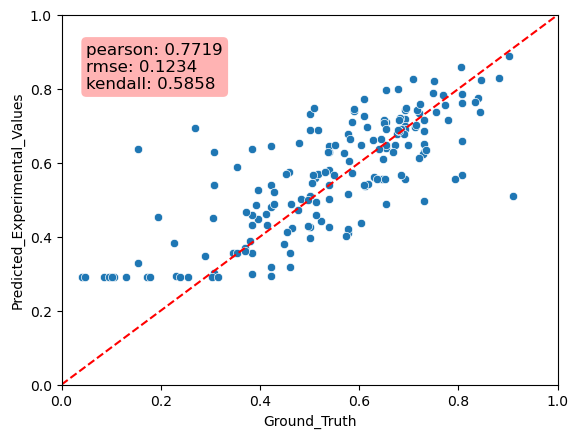 1.0
pearson: 0.7719
rmse: 0.1234
kendall: 0.5858
0.8
0.6
0.4
0.2
0.0
Predicted_Experimental_Values
0.0 0.2 0.4 0.6 0.8 1.0
Ground_Truth